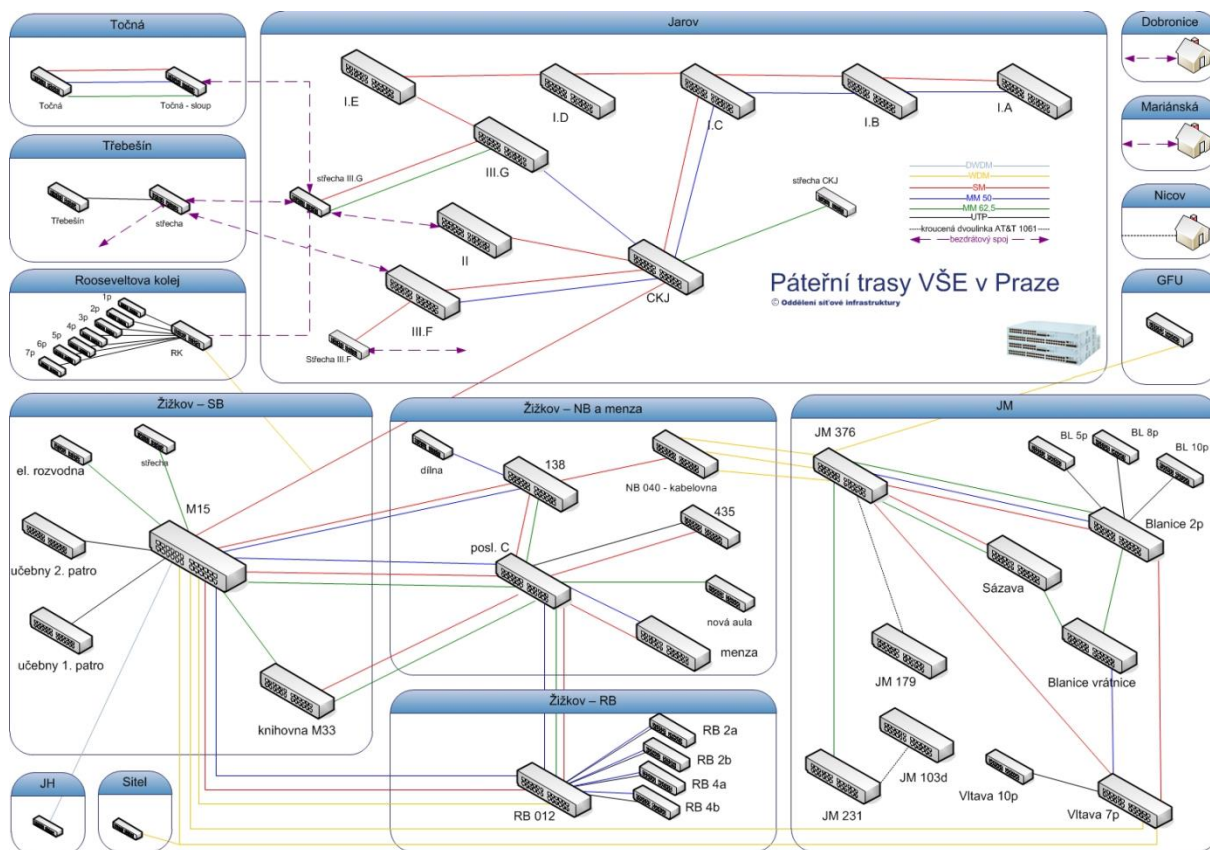 Točná
Točná
Točná - sloup
Třebešín
Třebešín
střecha
Rooseveltova kolej
1p
2p
3p
4p
5p
6p
7p
RK
Jarov
I.E
I.D
I.C
I.B
I.A
III.G
střecha III.G
II
III.F
Střecha III.F
CKJ
střecha CKJ
DWDM
WDM
SM
MM 50
MM 62,5
UTP
kroucená dvoulinka AT&T 1061
bezdrátový spoj
Páteřní trasy VŠE v Praze
© Oddělení síťové infrastruktury
Dobronice
Mariánská
Nicov
GFU
Žižkov – SB
el. rozvodna
střecha
M15
učebny 2. patro
učebny 1. patro
knihovna M33
Žižkov – NB a menza
dílna
138
NB 040 - kabelovna
posl. C
435
nová aula
menza
Žižkov – RB
RB 012
RB 2a
RB 2b
RB 4a
RB 4b
JM
JM 376
BL 5p
BL 8p
BL 10p
Blanice 2p
Sázava
Blanice vrátnice
JM 179
JM 103d
JM 231
Vltava 10p
Vltava 7p
JH
Sitel